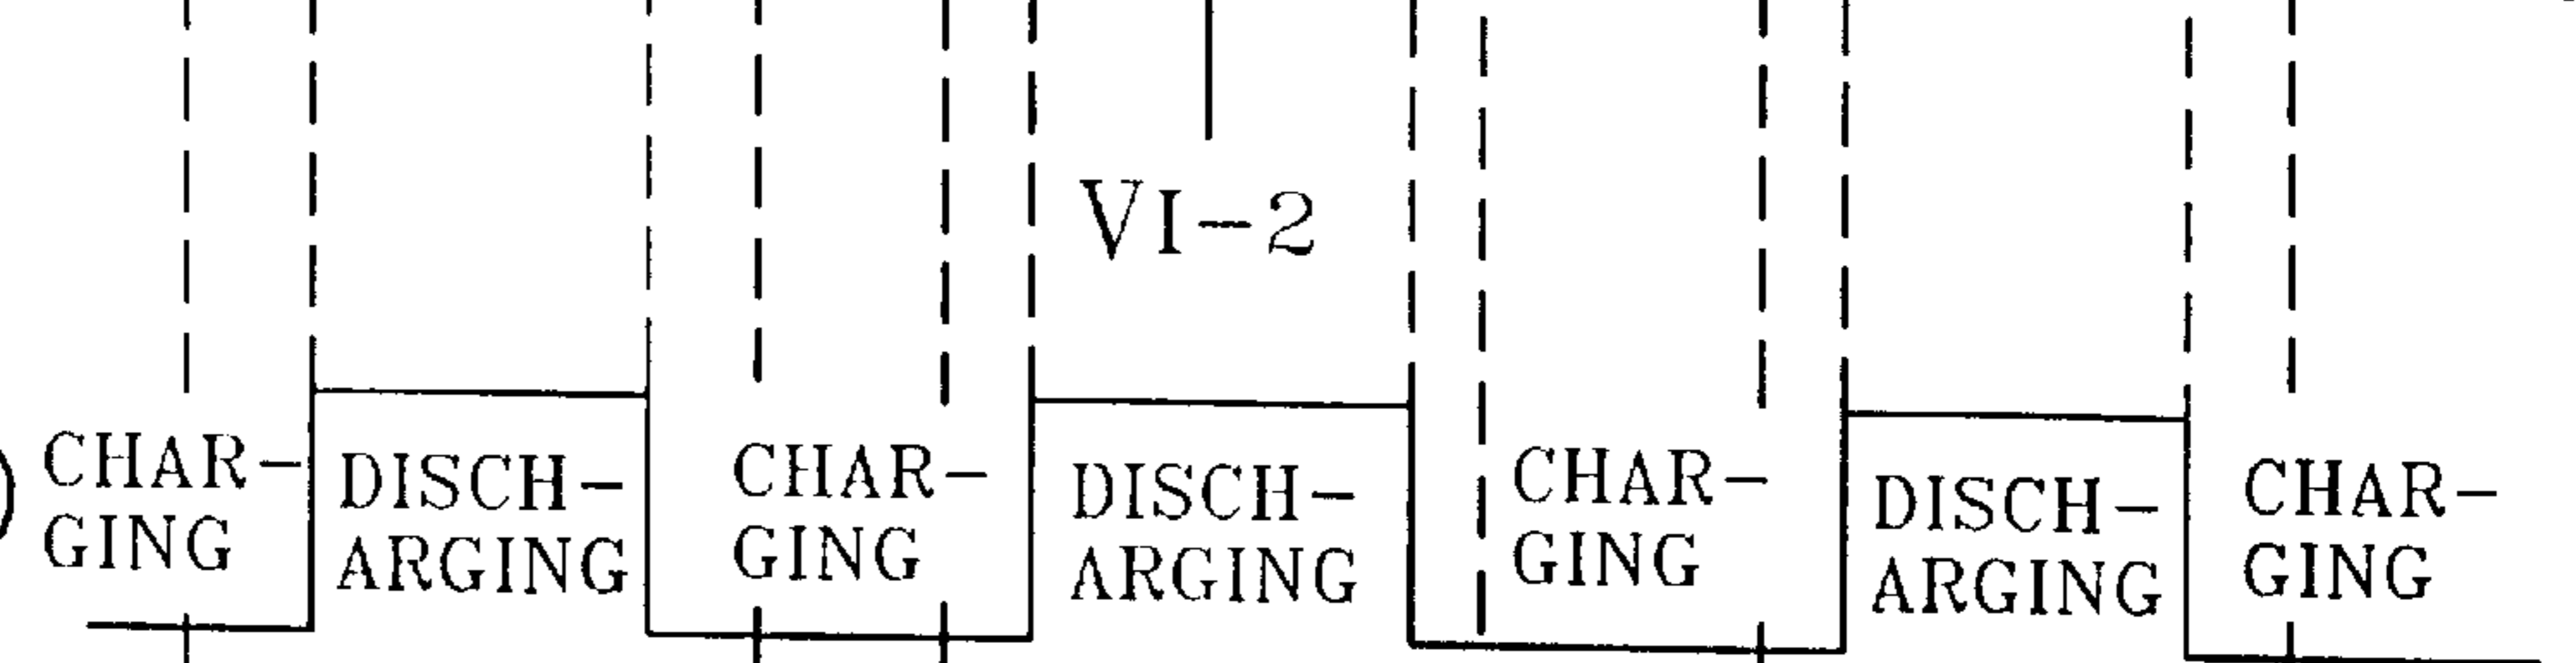 VI-2
) CHAR-
GING
DISCH-
ARGING
CHAR-
GING
DISCH-
ARGING
CHAR-
GING
DISCH-
ARGING
CHAR-
GING